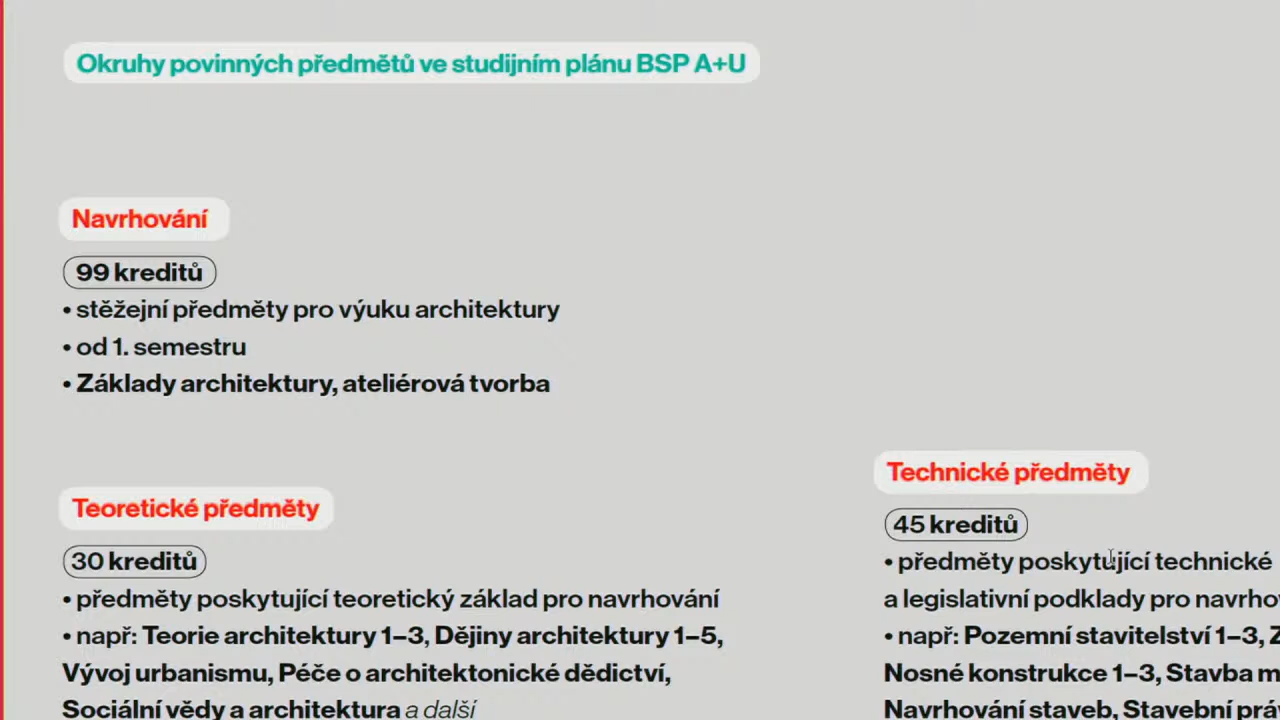 Okruhy povinných předmětů ve studijním plánu BSP A+U
Navrhování
99 kreditů
• stěžejní předměty pro výuku architektury
• od 1. semestru
• Základy architektury, ateliérová tvorba
Teoretické předměty
30 kreditů
• předměty poskytující teoretický základ pro navrhování
• např: Teorie architektury 1–3, Dějiny architektury 1–5,
Vývoj urbanismu, Péče o architektonické dědictví,
Sociální vědy a architektura a další
Technické předměty
45 kreditů
• předměty poskytující technické
a legislativní podklady pro
• např: Pozemní stavitelství 1–3,
Nosné konstrukce 1–3, Stavba
Navrhování staveb, Stavební